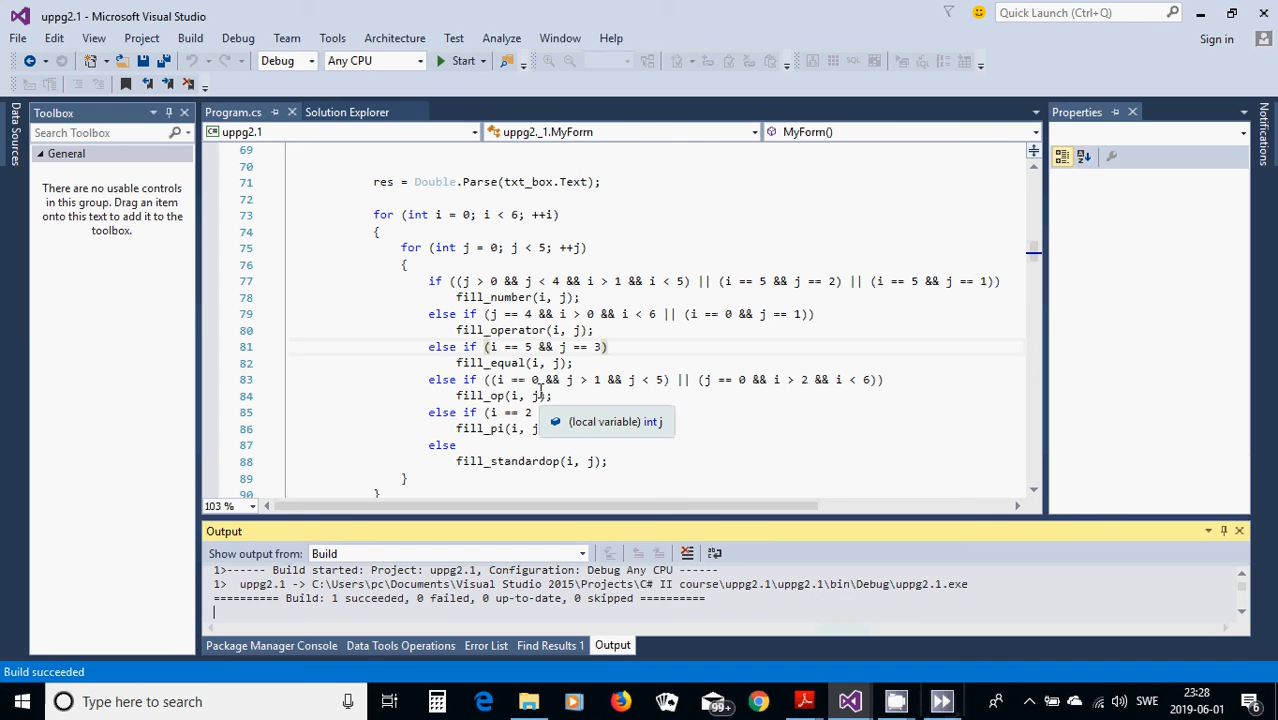 uppg2.1 - Microsoft Visual Studio
Quick Launch (Ctrl+Q)
File Edit View Project Build Debug Team Tools Architecture Test Analyze Window Help
Sign in
Debug Any CPU Start
Data Sources
Toolbox
Search Toolbox
General
There are no usable controls
in this group. Drag an item
onto this text to add it to the
toolbox.
Program.cs Solution Explorer
uppg2.1 uppg2._1.MyForm MyForm()
69
70
71 res = Double.Parse(txt_box.Text);
72
73 for (int i = 0; i < 6; ++i)
74 {
75 for (int j = 0; j < 5; ++j)
76 {
77 if ((j > 0 && j < 4 && i > 1 && i < 5) || (i == 5 && j == 2) || (i == 5 && j == 1))
78 fill_number(i, j);
79 else if (j == 4 && i > 0 && i < 6 || (i == 0 && j == 1))
80 fill_operator(i, j);
81 else if (i == 5 && j == 3)
82 fill_equal(i, j);
83 else if ((i == 0 && j > 1 && j < 5) || (j == 0 && i > 2 && i < 6))
84 fill_op(i, j);
85 else if (i == 2
86 fill_pi(i, j
87 else
88 fill_standardop(i, j);
89 }
90 }
(local variable) int j
103 %
Properties
Notifications
Output
Show output from: Build
1>------ Build started: Project: uppg2.1, Configuration: Debug Any CPU ------
1> uppg2.1 -> C:\Users\pc\Documents\Visual Studio 2015\Projects\C# II course\uppg2.1\uppg2.1\bin\Debug\uppg2.1.exe
========== Build: 1 succeeded, 0 failed, 0 up-to-date, 0 skipped ==========
Package Manager Console Data Tools Operations Error List Find Results 1 Output
Build succeeded
Type here to search
99+
SWE
23:28
2019-06-01
6